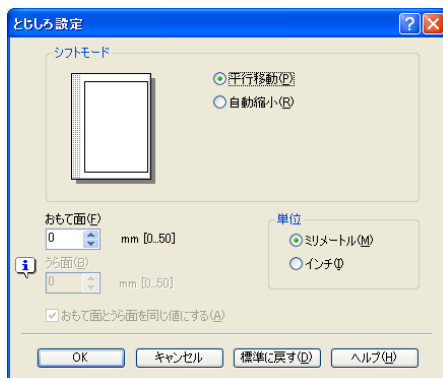 とじしろ設定
シフトモード
平行移動(P)
自動縮小(R)
おもて面(F)
0 mm [0..50]
うら面(B)
0 mm [0..50]
おもて面とうら面を同じ値にする(A)
単位
ミリメートル(M)
インチ(I)
OK キャンセル 標準に戻す(D) ヘルプ(H)